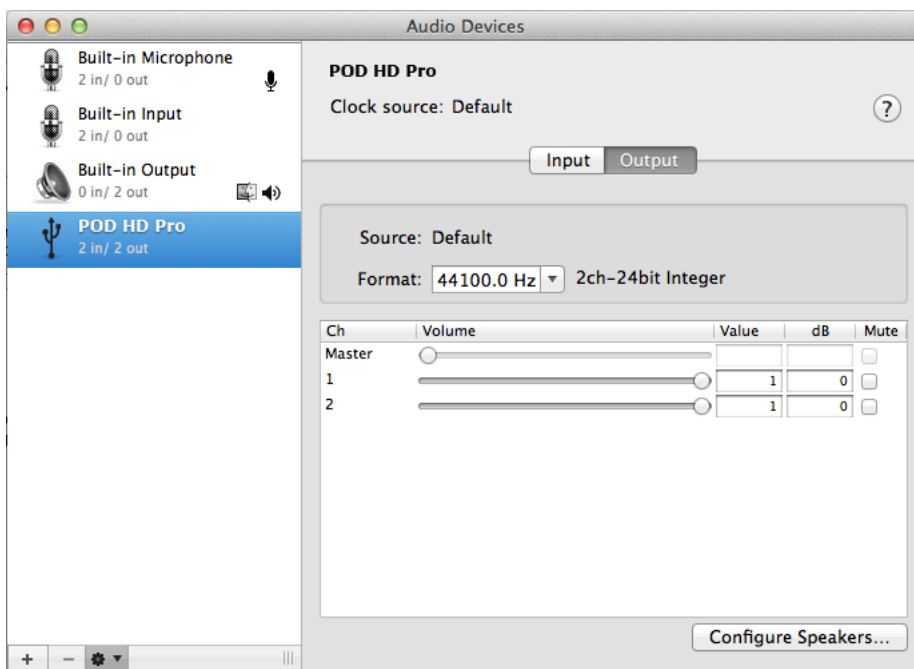 Audio Devices
Built-in Microphone
2 in/ 0 out
Built-in Input
2 in/ 0 out
Built-in Output
0 in/ 2 out
POD HD Pro
2 in/ 2 out
POD HD Pro
Clock source: Default
?
Input Output
Source: Default
Format: 44100.0 Hz 2ch-24bit Integer
Ch Volume Value dB Mute
Master
1 1 0
2 1 0
Configure Speakers...